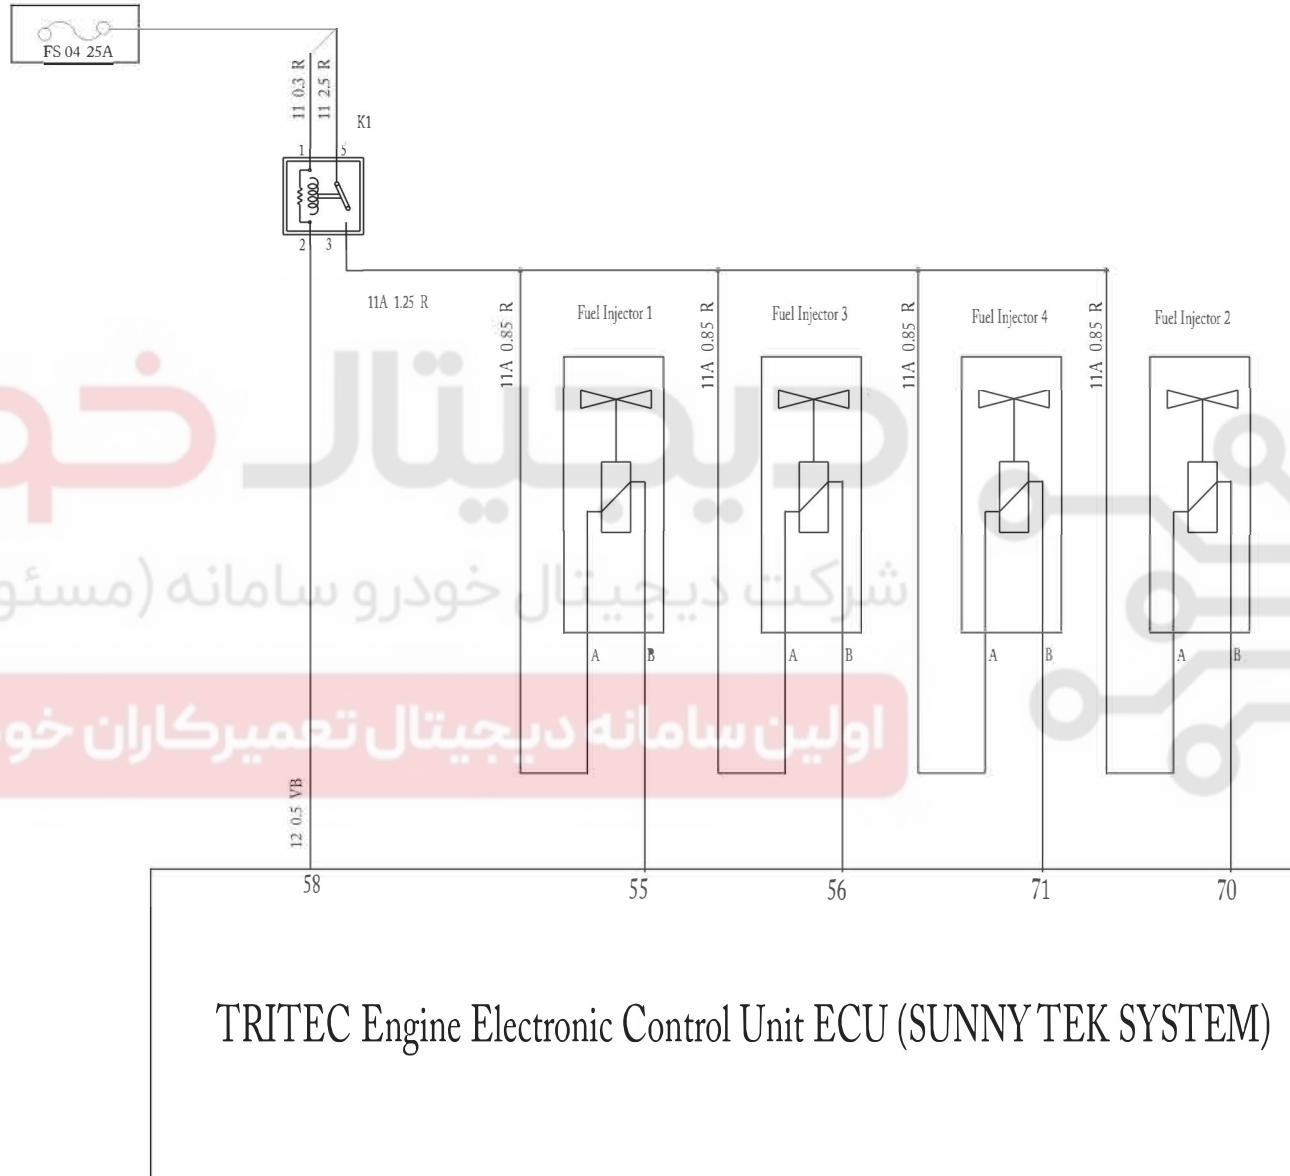 FS 04 25A
11 0.3 R
11 2.5 R
K1
1
5
2
3
11A 1.25 R
11A 0.85 R
Fuel Injector 1
11A 0.85 R
Fuel Injector 3
11A 0.85 R
Fuel Injector 4
11A 0.85 R
Fuel Injector 2
دیجیتال خو
شرکت دیجیتال خودرو سامانه (مسئو
A
B
A
B
A
B
A
B
اولین سامانه دیجیتال تعمیرکاران خو
12 0.5 VB
58
55
56
71
70
TRITEC Engine Electronic Control Unit ECU (SUNNY TEK SYSTEM)